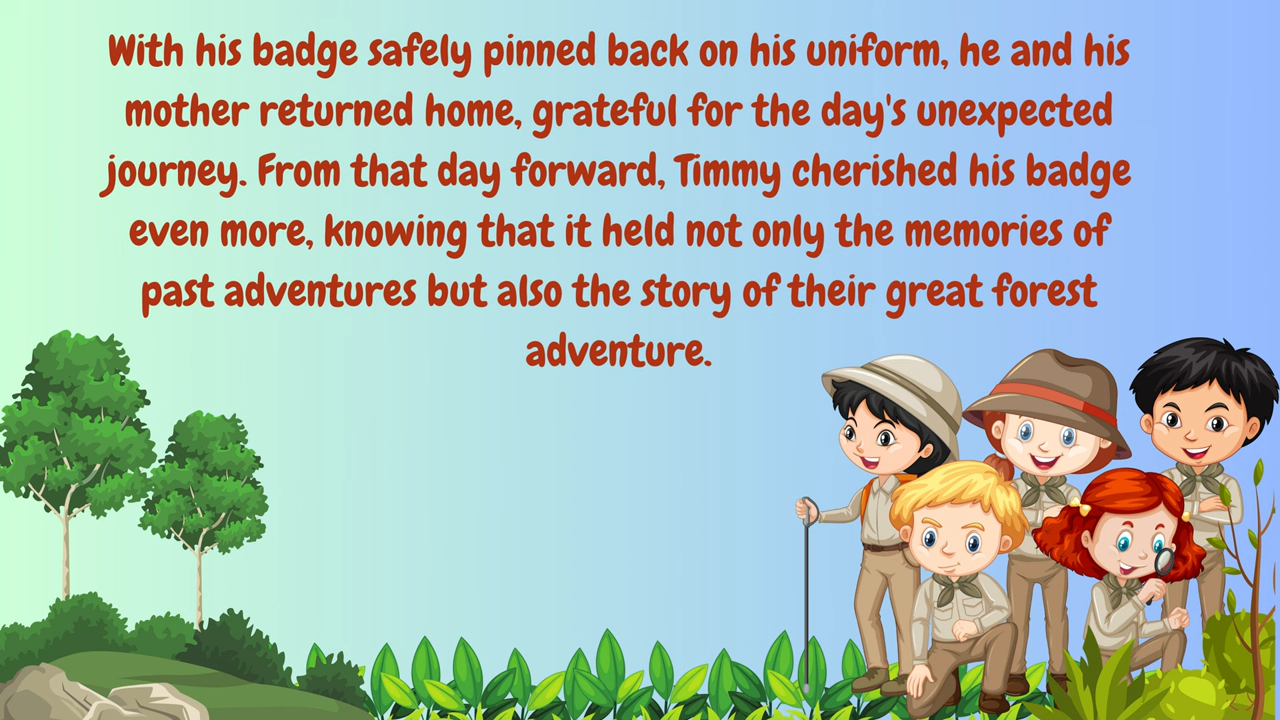 With his badge safely pinned back on his uniform, he and his
mother returned home, grateful for the day's unexpected
journey. From that day forward, Timmy cherished his badge
even more, knowing that it held not only the memories of
past adventures but also the story of their great forest
adventure.